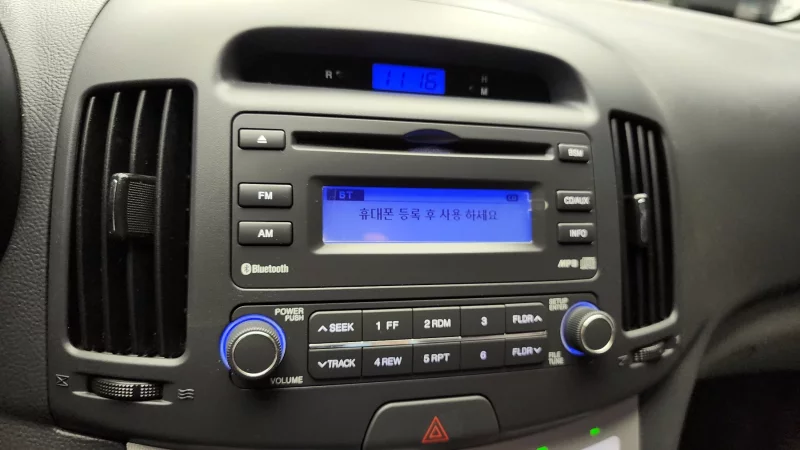 R 11:16 H
M
BT
휴대폰 등록 후 사용 하세요
FM
AM
CD/AUX
INFO
Bluetooth
MP3
POWER
PUSH
VOLUME
SEEK
1 FF
2 RDM
3
FLDR
TRACK
4 REW
5 RPT
6
FLDR
SETUP
ENTER
FILE
TUNE